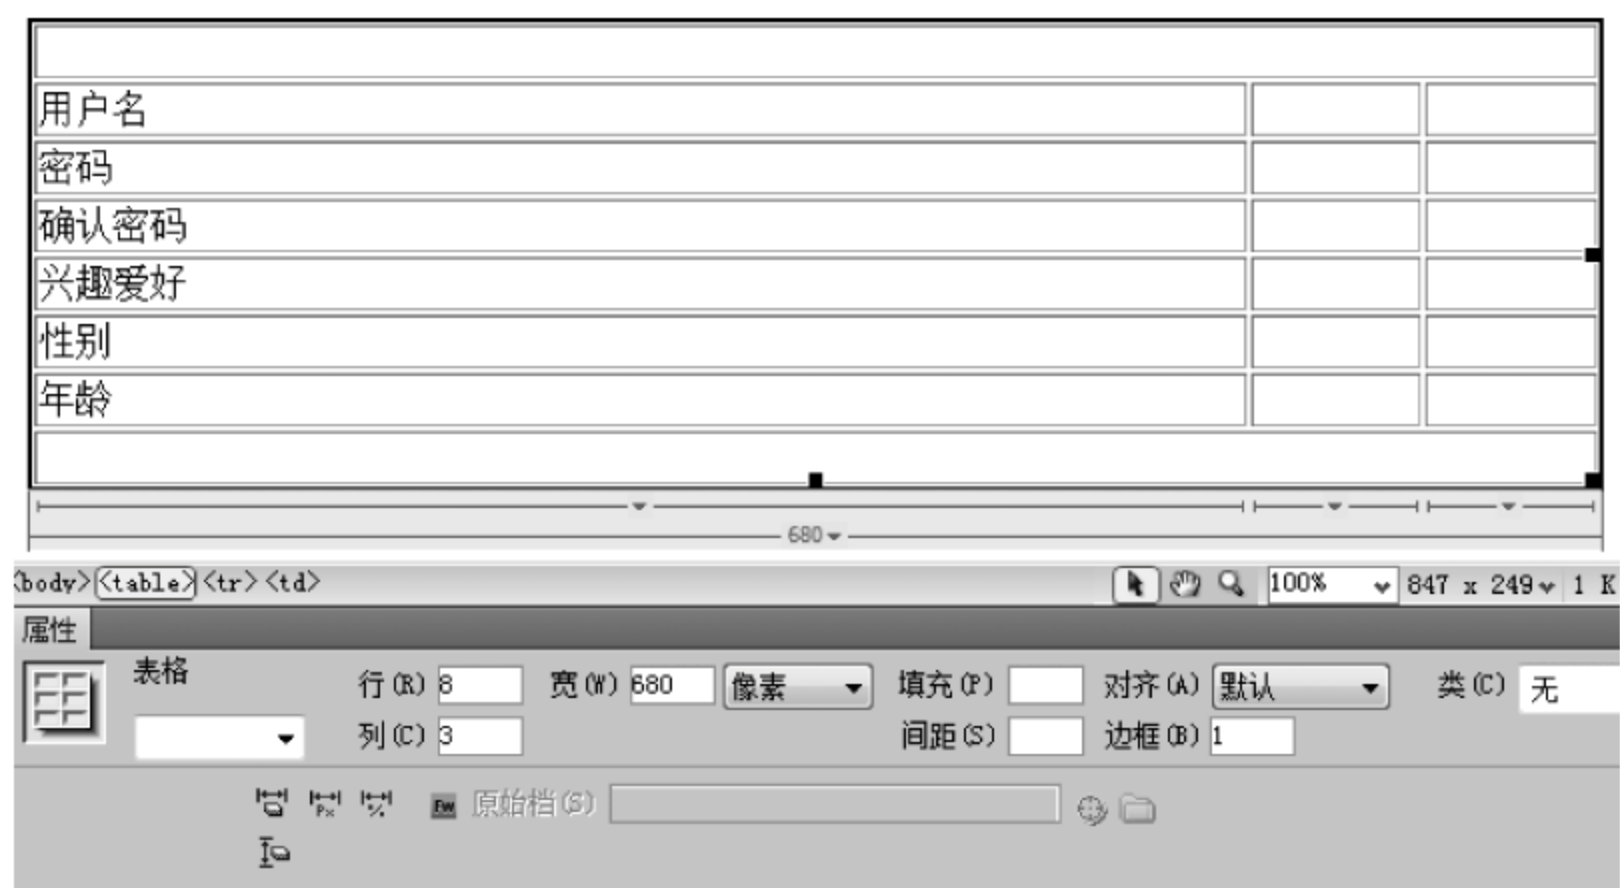 用户名
密码
确认密码
兴趣爱好
性别
年龄
680
<body><table><tr><td> 100% 847 x 249 1 K
属性
表格 行(R) 8 宽(W) 680 像素 填充(P) 对齐(A) 默认 类(C) 无
列(C) 3 间距(S) 边框(B) 1
Px %
Fw 原始档(S)